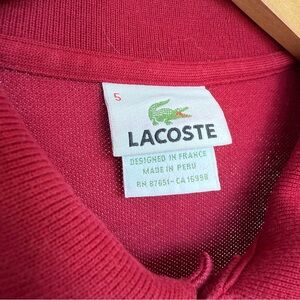 5
LACOSTE
DESIGNED IN FRANCE
MADE IN PERU
RN 87651-CA 16998